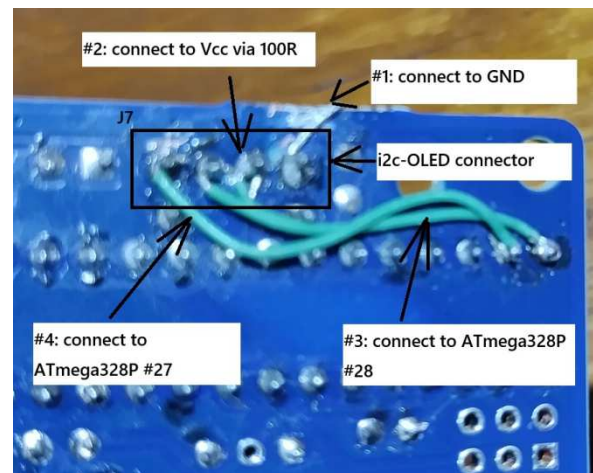 #2: connect to Vcc via 100R
#1: connect to GND
J7
i2c-OLED connector
#4: connect to
ATmega328P #27
#3: connect to ATmega328P
#28